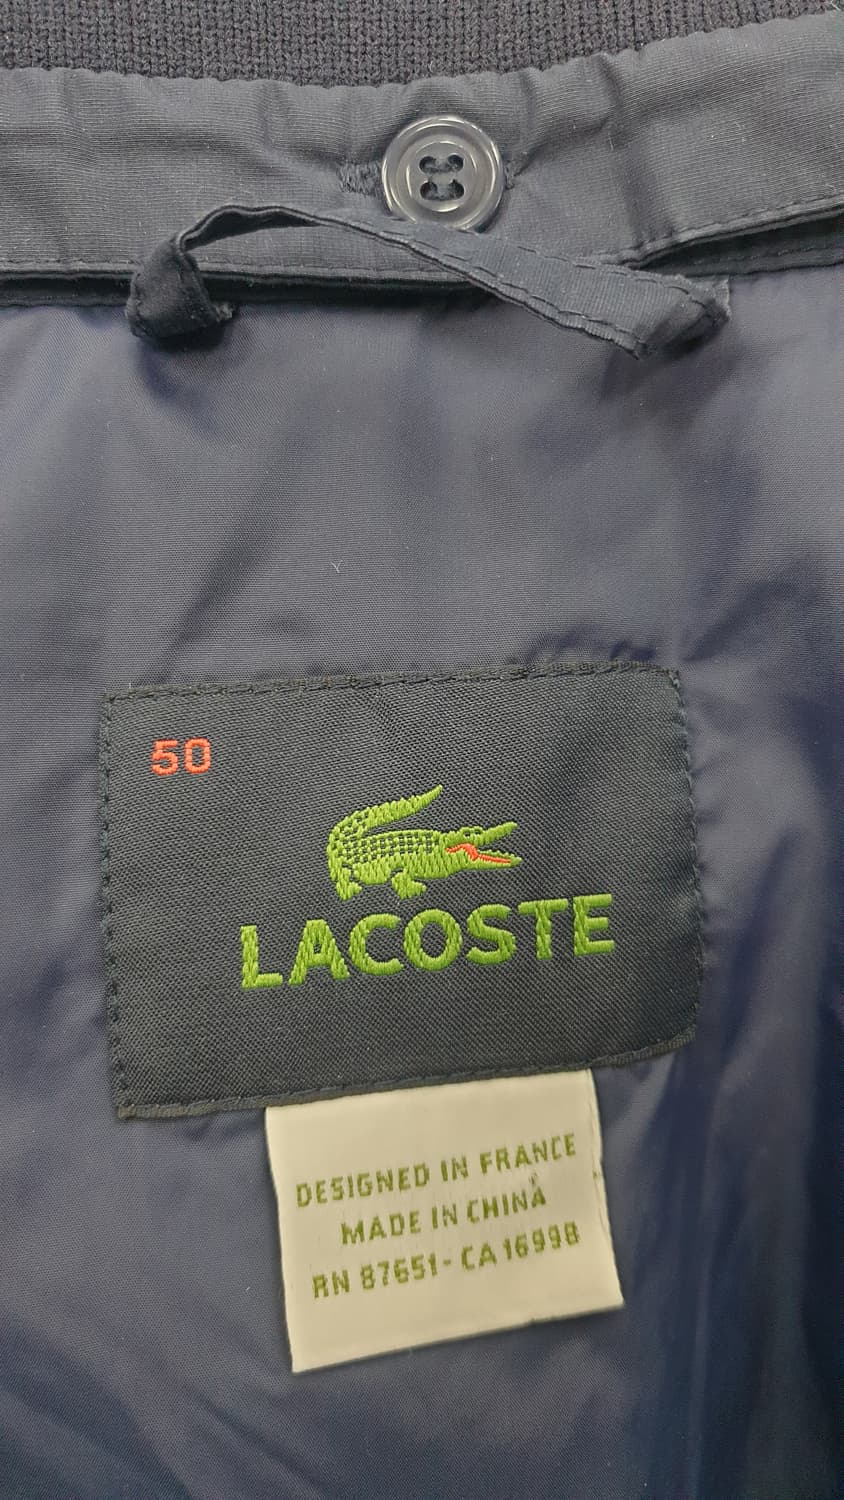 50
LACOSTE
DESIGNED IN FRANCE
MADE IN CHINA
RN 87651 - CA 16998